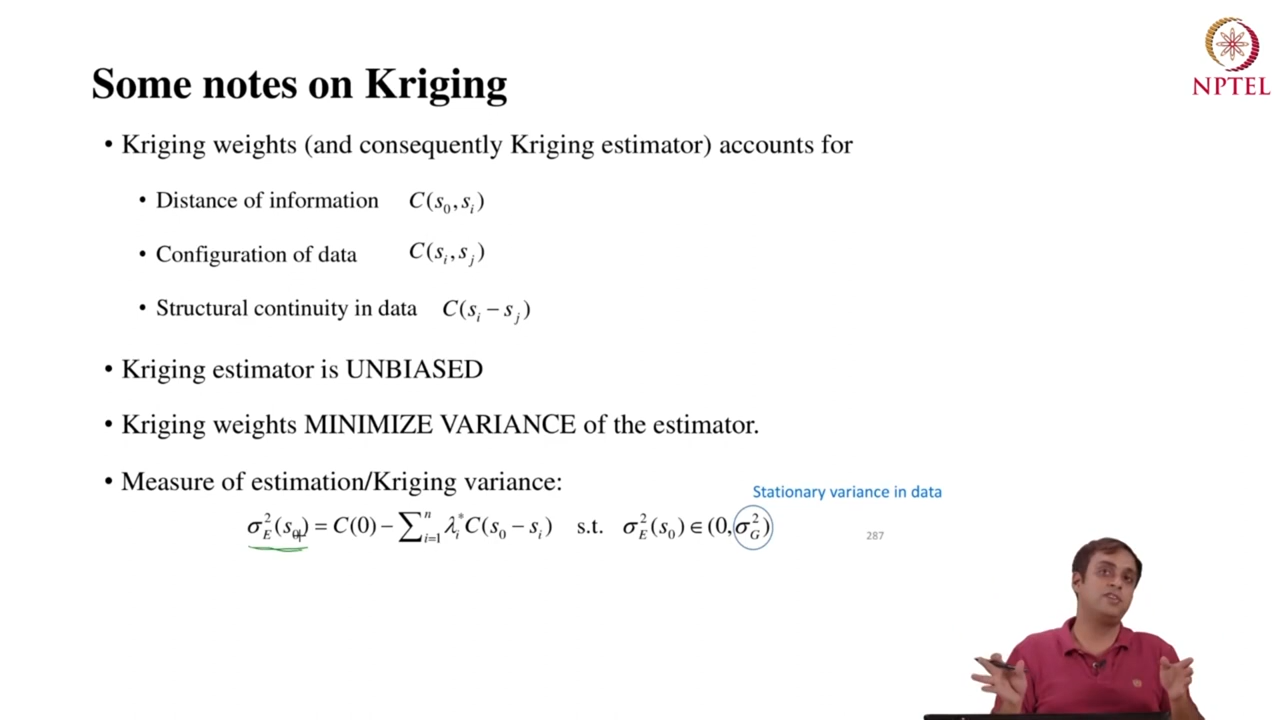 NPTEL
Some notes on Kriging
• Kriging weights (and consequently Kriging estimator) accounts for
• Distance of information C(s₀, sᵢ)
• Configuration of data C(sᵢ, sⱼ)
• Structural continuity in data C(sᵢ − sⱼ)
• Kriging estimator is UNBIASED
• Kriging weights MINIMIZE VARIANCE of the estimator.
• Measure of estimation/Kriging variance:
Stationary variance in data
σ²_E(s₀) = C(0) − ∑ⁿᵢ₌₁ λ*ᵢ C(s₀ − sᵢ) s.t. σ²_E(s₀) ∈ (0, σ²_G)
287